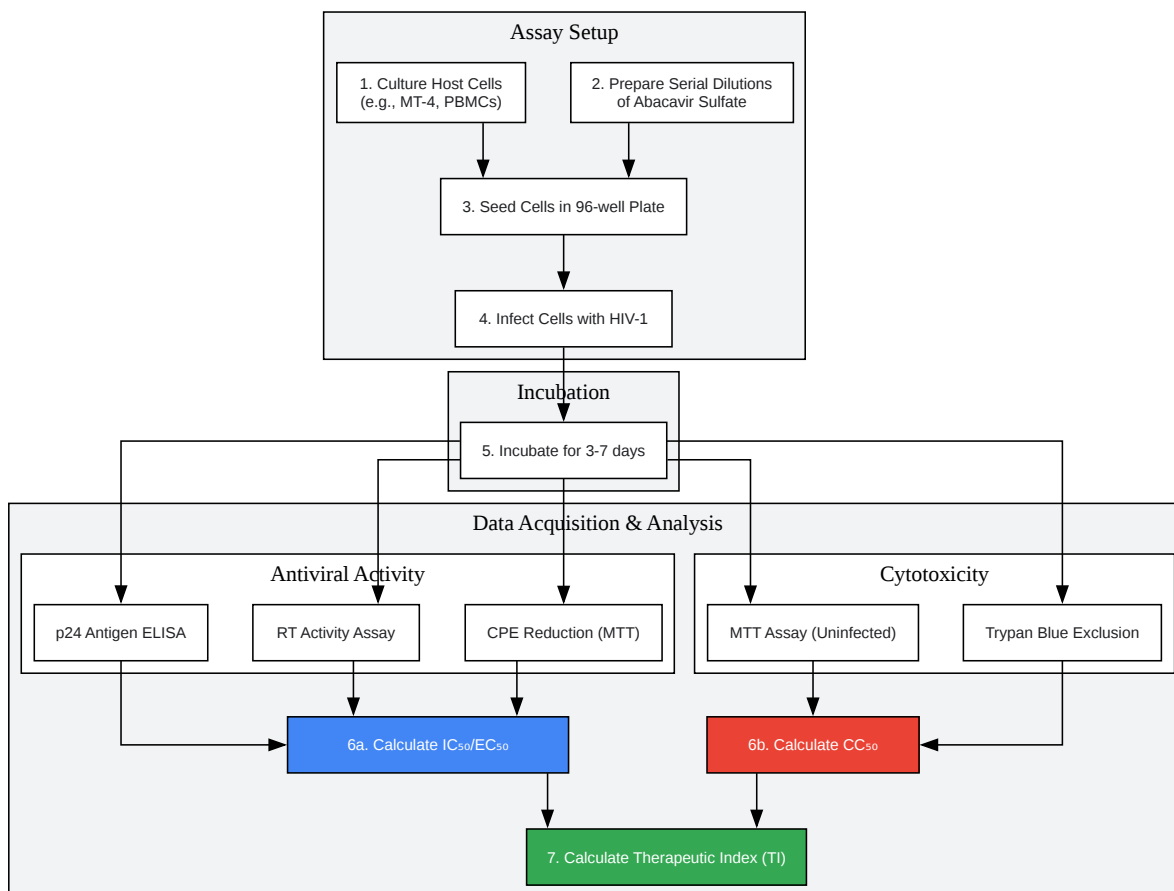 Assay Setup
1. Culture Host Cells
(e.g., MT-4, PBMCs)
2. Prepare Serial Dilutions
of Abacavir Sulfate
3. Seed Cells in 96-well Plate
4. Infect Cells with HIV-1
Incubation
5. Incubate for 3-7 days
Data Acquisition & Analysis
Antiviral Activity
Cytotoxicity
p24 Antigen ELISA
RT Activity Assay
CPE Reduction (MTT)
MTT Assay (Uninfected)
Trypan Blue Exclusion
6a. Calculate IC₅₀/EC₅₀
6b. Calculate CC₅₀
7. Calculate Therapeutic Index (TI)